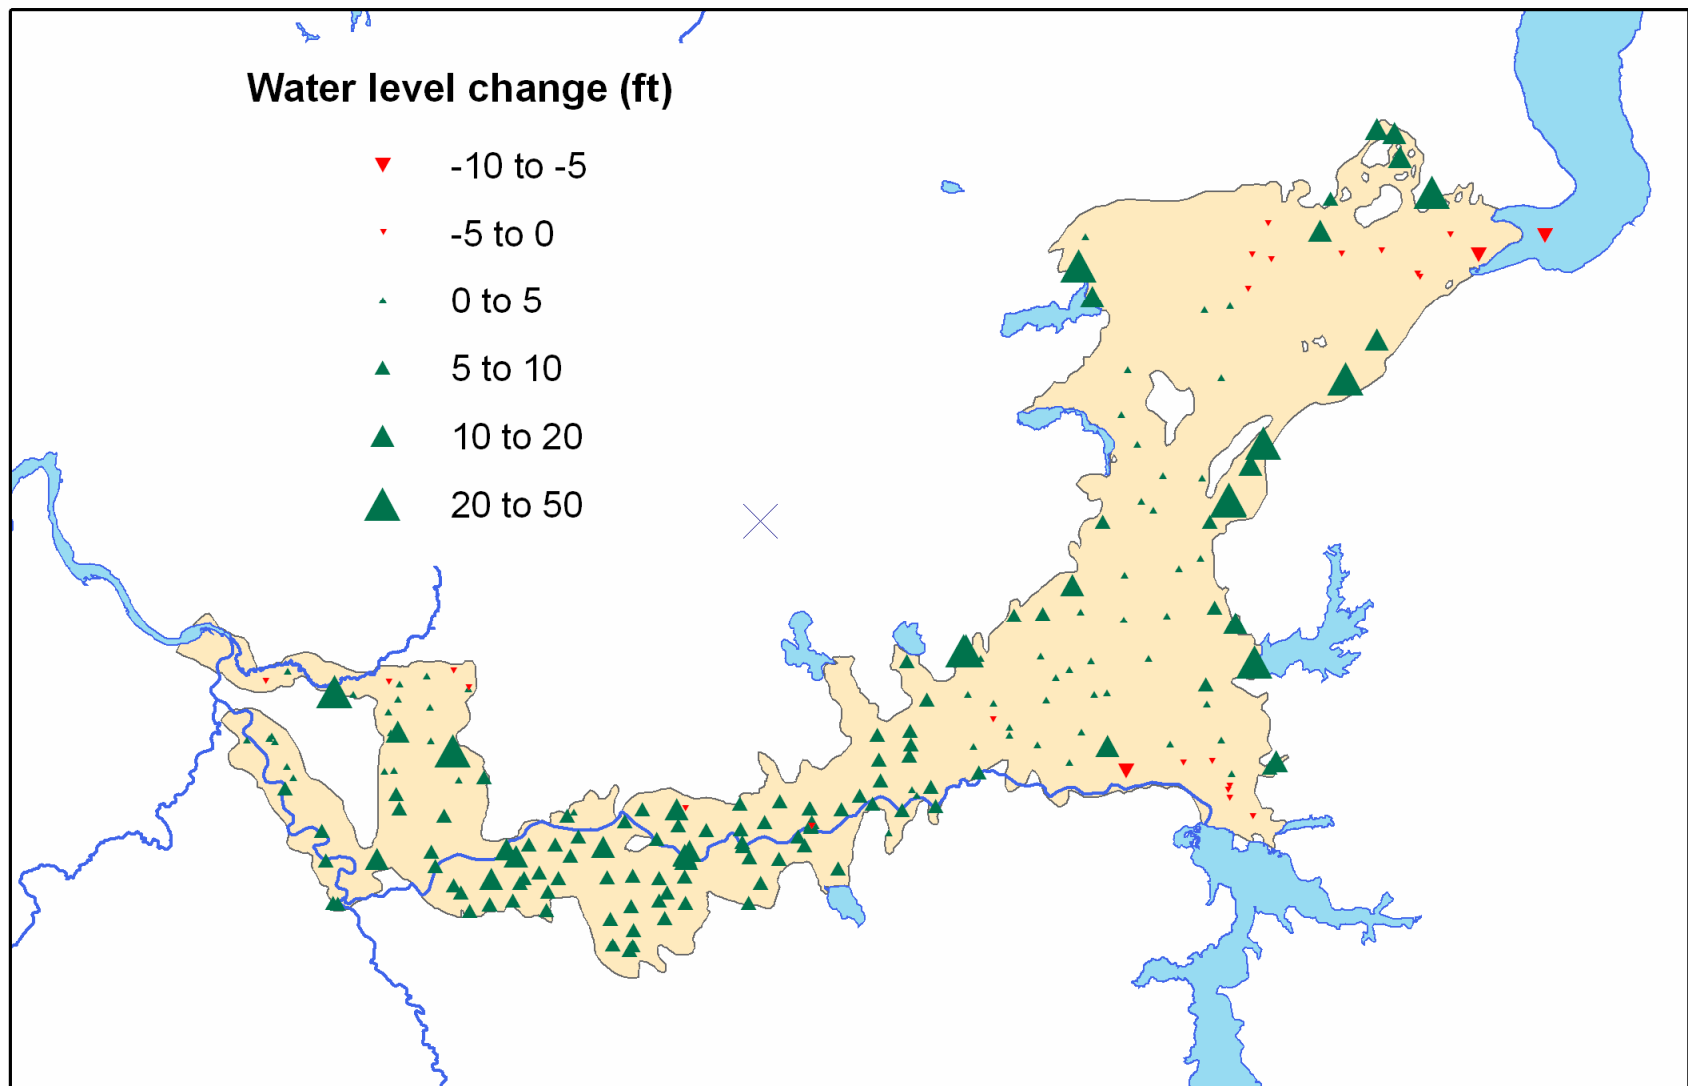 Water level change (ft)
-10 to -5
-5 to 0
0 to 5
5 to 10
10 to 20
20 to 50